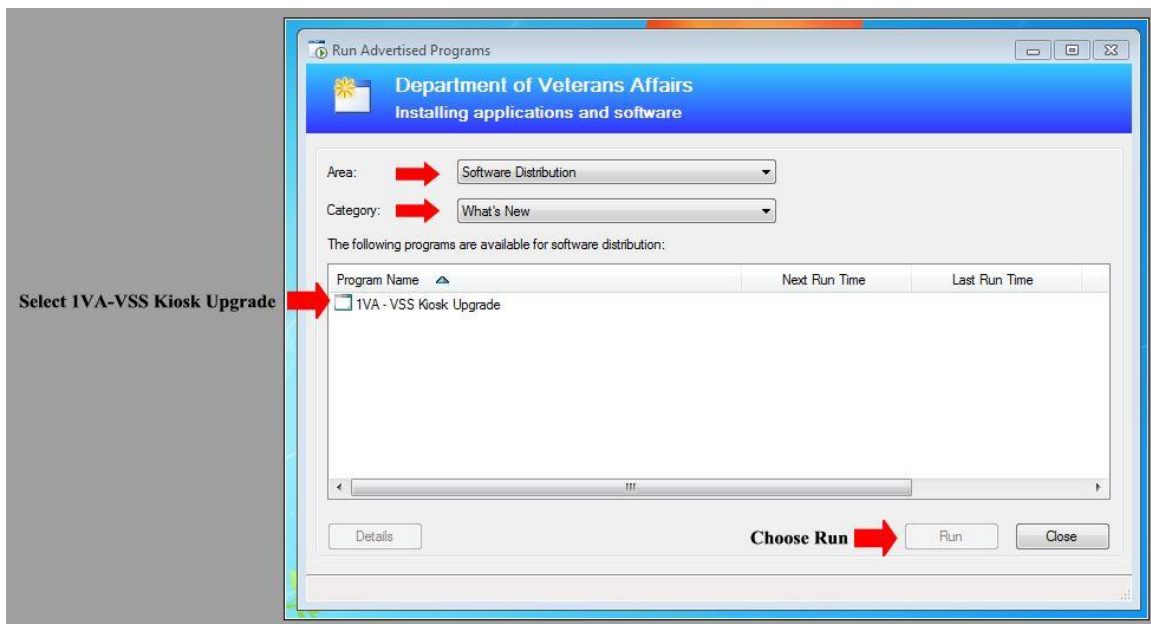 Run Advertised Programs
Department of Veterans Affairs
Installing applications and software
Area: Software Distribution
Category: What's New
The following programs are available for software distribution:
Program Name Next Run Time Last Run Time
Select 1VA-VSS Kiosk Upgrade 1VA - VSS Kiosk Upgrade
Details Choose Run Run Close